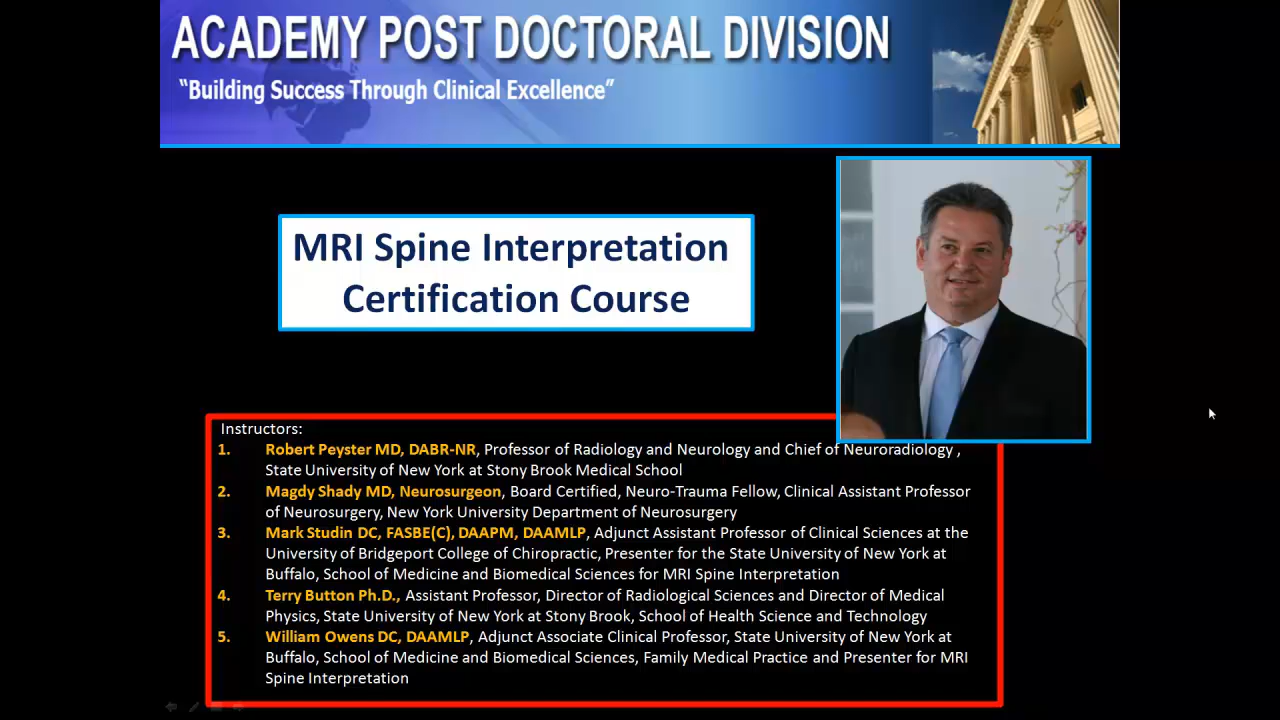 ACADEMY POST DOCTORAL DIVISION
“Building Success Through Clinical Excellence”
MRI Spine Interpretation
Certification Course
Instructors:
1. Robert Peyster MD, DABR-NR, Professor of Radiology and Neurology and Chief of Neuroradiology ,
State University of New York at Stony Brook Medical School
2. Magdy Shady MD, Neurosurgeon, Board Certified, Neuro-Trauma Fellow, Clinical Assistant Professor
of Neurosurgery, New York University Department of Neurosurgery
3. Mark Studin DC, FASBE(C), DAAPM, DAAMLP, Adjunct Assistant Professor of Clinical Sciences at the
University of Bridgeport College of Chiropractic, Presenter for the State University of New York at
Buffalo, School of Medicine and Biomedical Sciences for MRI Spine Interpretation
4. Terry Button Ph.D., Assistant Professor, Director of Radiological Sciences and Director of Medical
Physics, State University of New York at Stony Brook, School of Health Science and Technology
5. William Owens DC, DAAMLP, Adjunct Associate Clinical Professor, State University of New York at
Buffalo, School of Medicine and Biomedical Sciences, Family Medical Practice and Presenter for MRI
Spine Interpretation